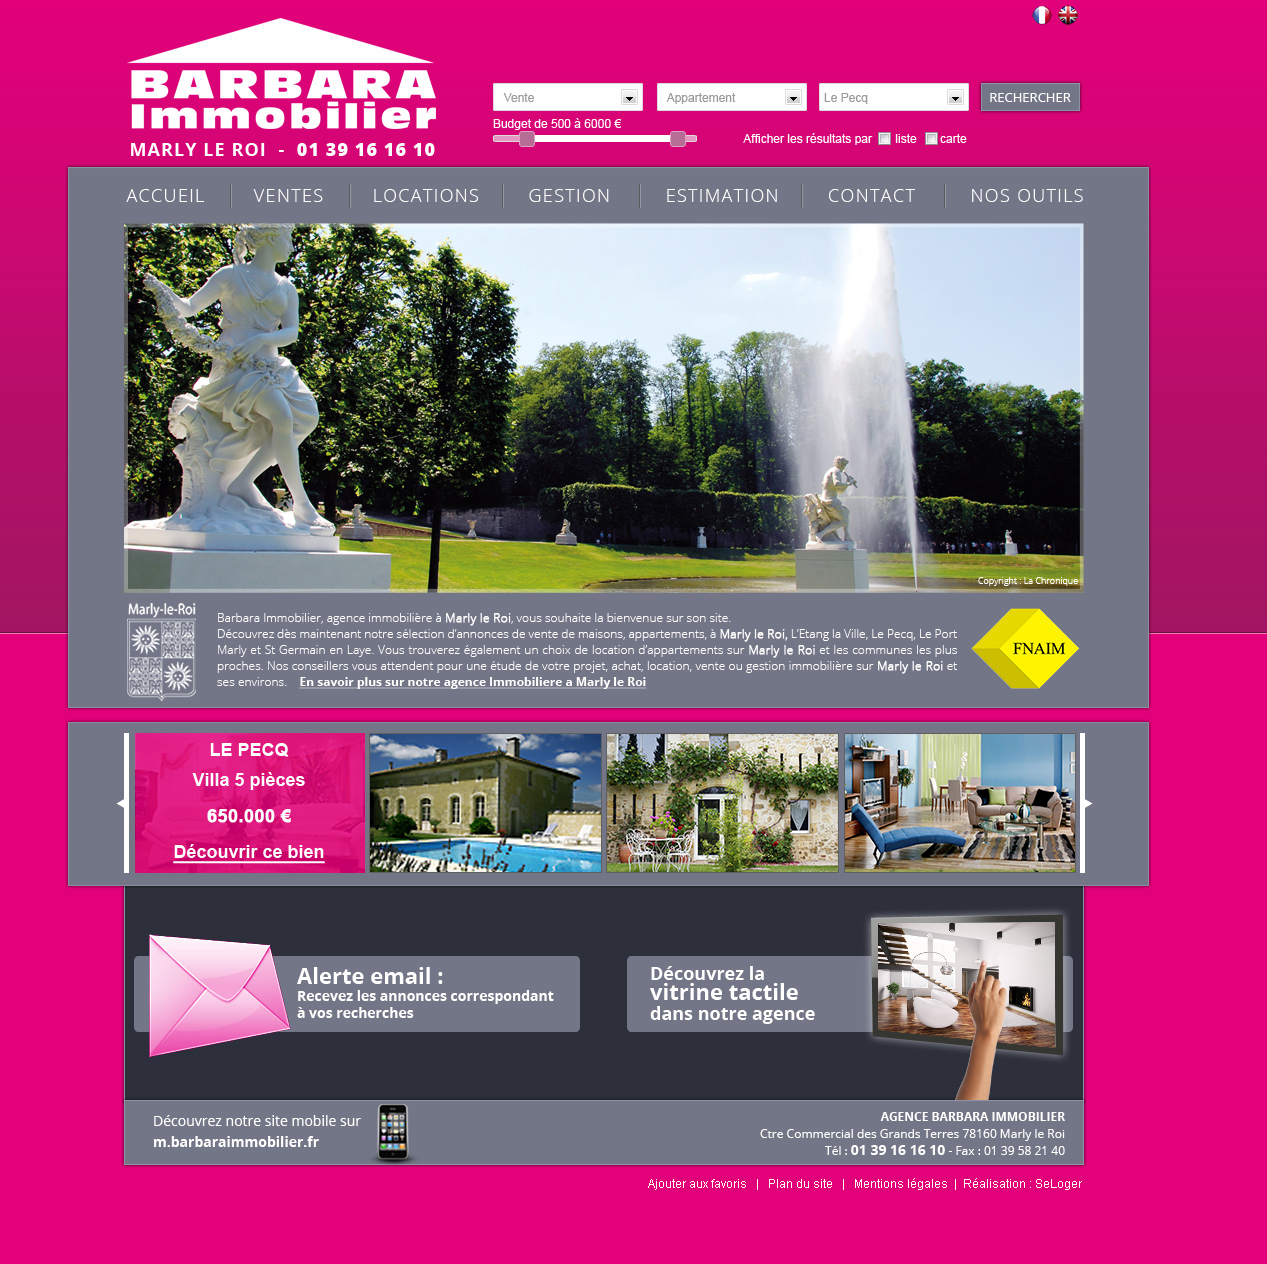 BARBARA
Immobilier
MARLY LE ROI - 01 39 16 16 10
Vente
Appartement
Le Pecq
RECHERCHER
Budget de 500 à 6000 €
Afficher les résultats par liste carte
ACCUEIL
VENTES
LOCATIONS
GESTION
ESTIMATION
CONTACT
NOS OUTILS
Copyright : La Chronique
Marly-le-Roi
Barbara Immobilier, agence immobilière à Marly le Roi, vous souhaite la bienvenue sur son site.
Découvrez dès maintenant notre sélection d'annonces de vente de maisons, appartements, à Marly le Roi, L'Etang la Ville, Le Pecq, Le Port
Marly et St Germain en Laye. Vous trouverez également un choix de location d'appartements sur Marly le Roi et les communes les plus
proches. Nos conseillers vous attendent pour une étude de votre projet, achat, location, vente ou gestion immobilière sur Marly le Roi et
ses environs. En savoir plus sur notre agence Immobiliere a Marly le Roi
FNAIM
LE PECQ
Villa 5 pièces
650.000 €
Découvrir ce bien
Alerte email :
Recevez les annonces correspondant
à vos recherches
Découvrez la
vitrine tactile
dans notre agence
Découvrez notre site mobile sur
m.barbaraimmobilier.fr
AGENCE BARBARA IMMOBILIER
Ctre Commercial des Grands Terres 78160 Marly le Roi
Tél : 01 39 16 16 10 - Fax : 01 39 58 21 40
Ajouter aux favoris | Plan du site | Mentions légales | Réalisation : SeLoger